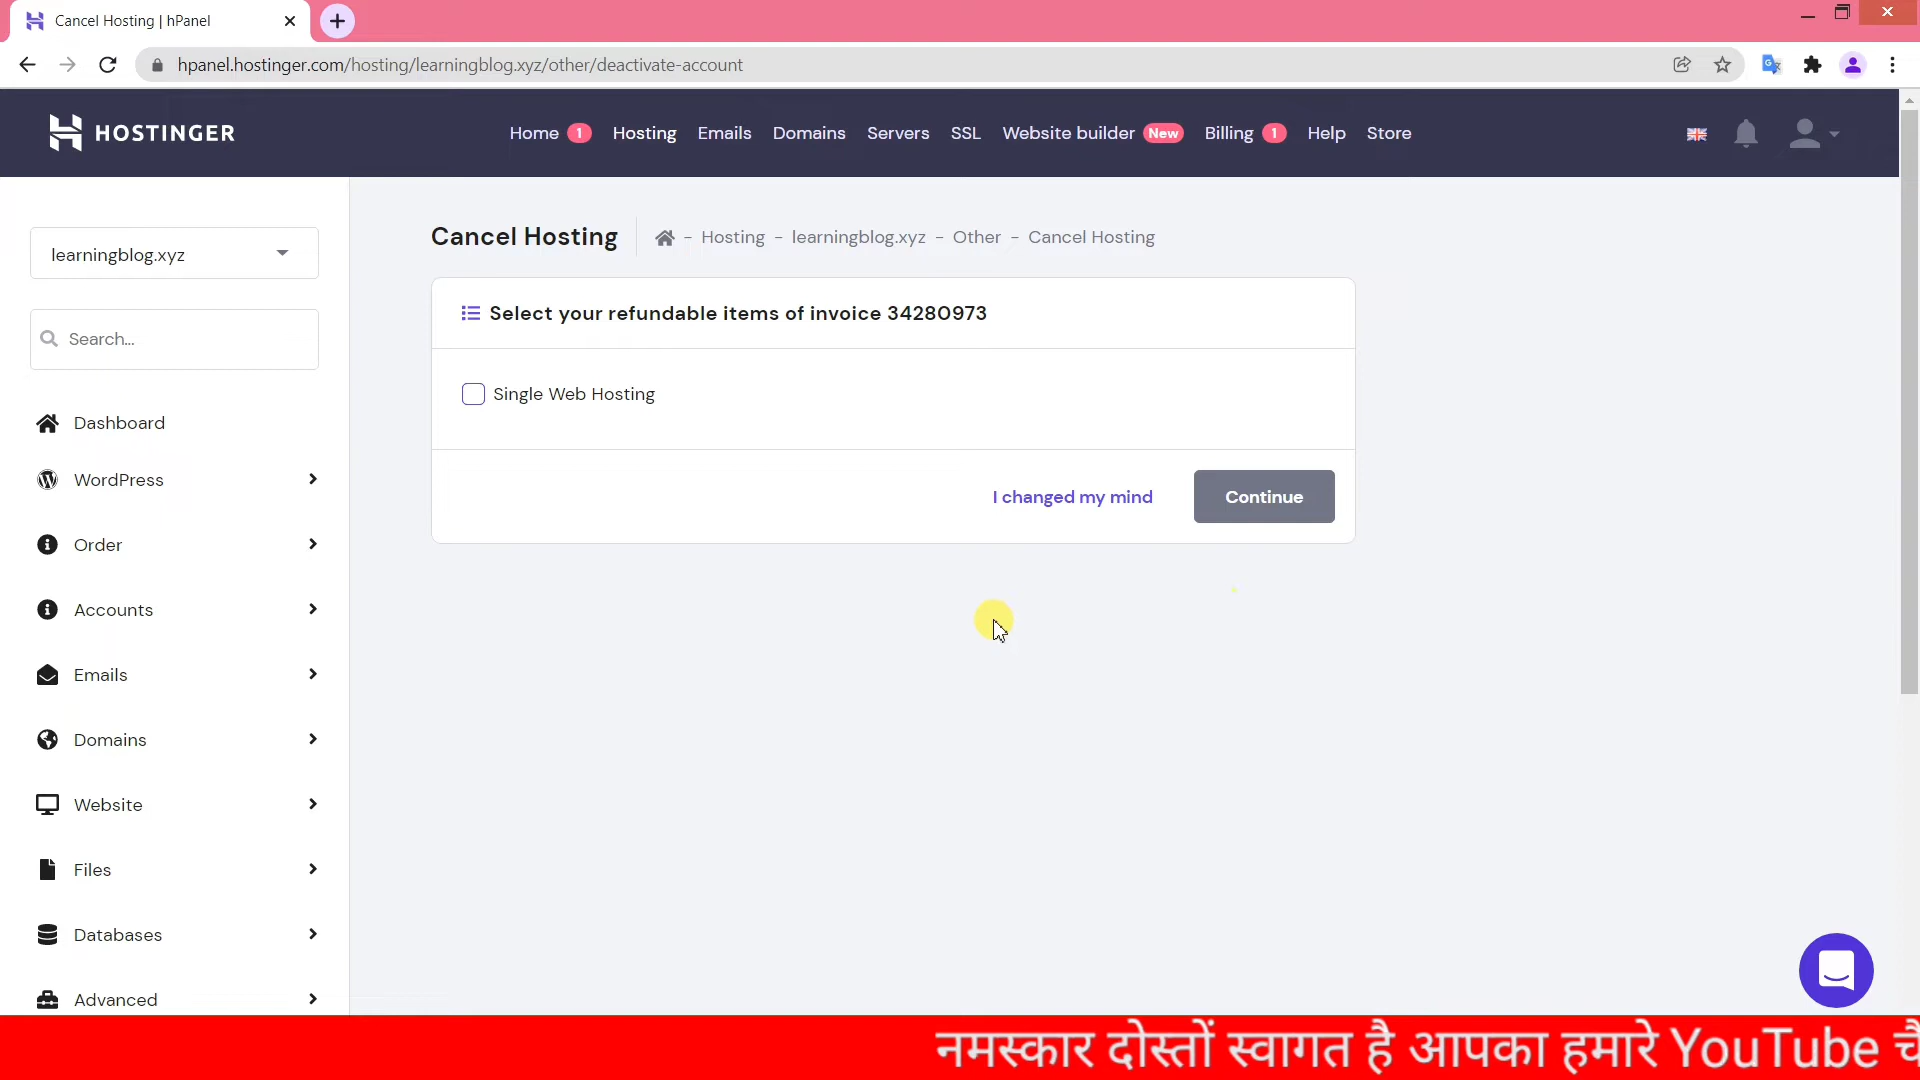 Cancel Hosting | hPanel
hpanel.hostinger.com/hosting/learningblog.xyz/other/deactivate-account
HOSTINGER
Home 1 Hosting Emails Domains Servers SSL Website builder New Billing 1 Help Store
learningblog.xyz
Search...
Dashboard
WordPress
Order
Accounts
Emails
Domains
Website
Files
Databases
Advanced
Cancel Hosting
- Hosting - learningblog.xyz - Other - Cancel Hosting
Select your refundable items of invoice 34280973
Single Web Hosting
I changed my mind
Continue
नमस्कार दोस्तों स्वागत है आपका हमारे YouTube